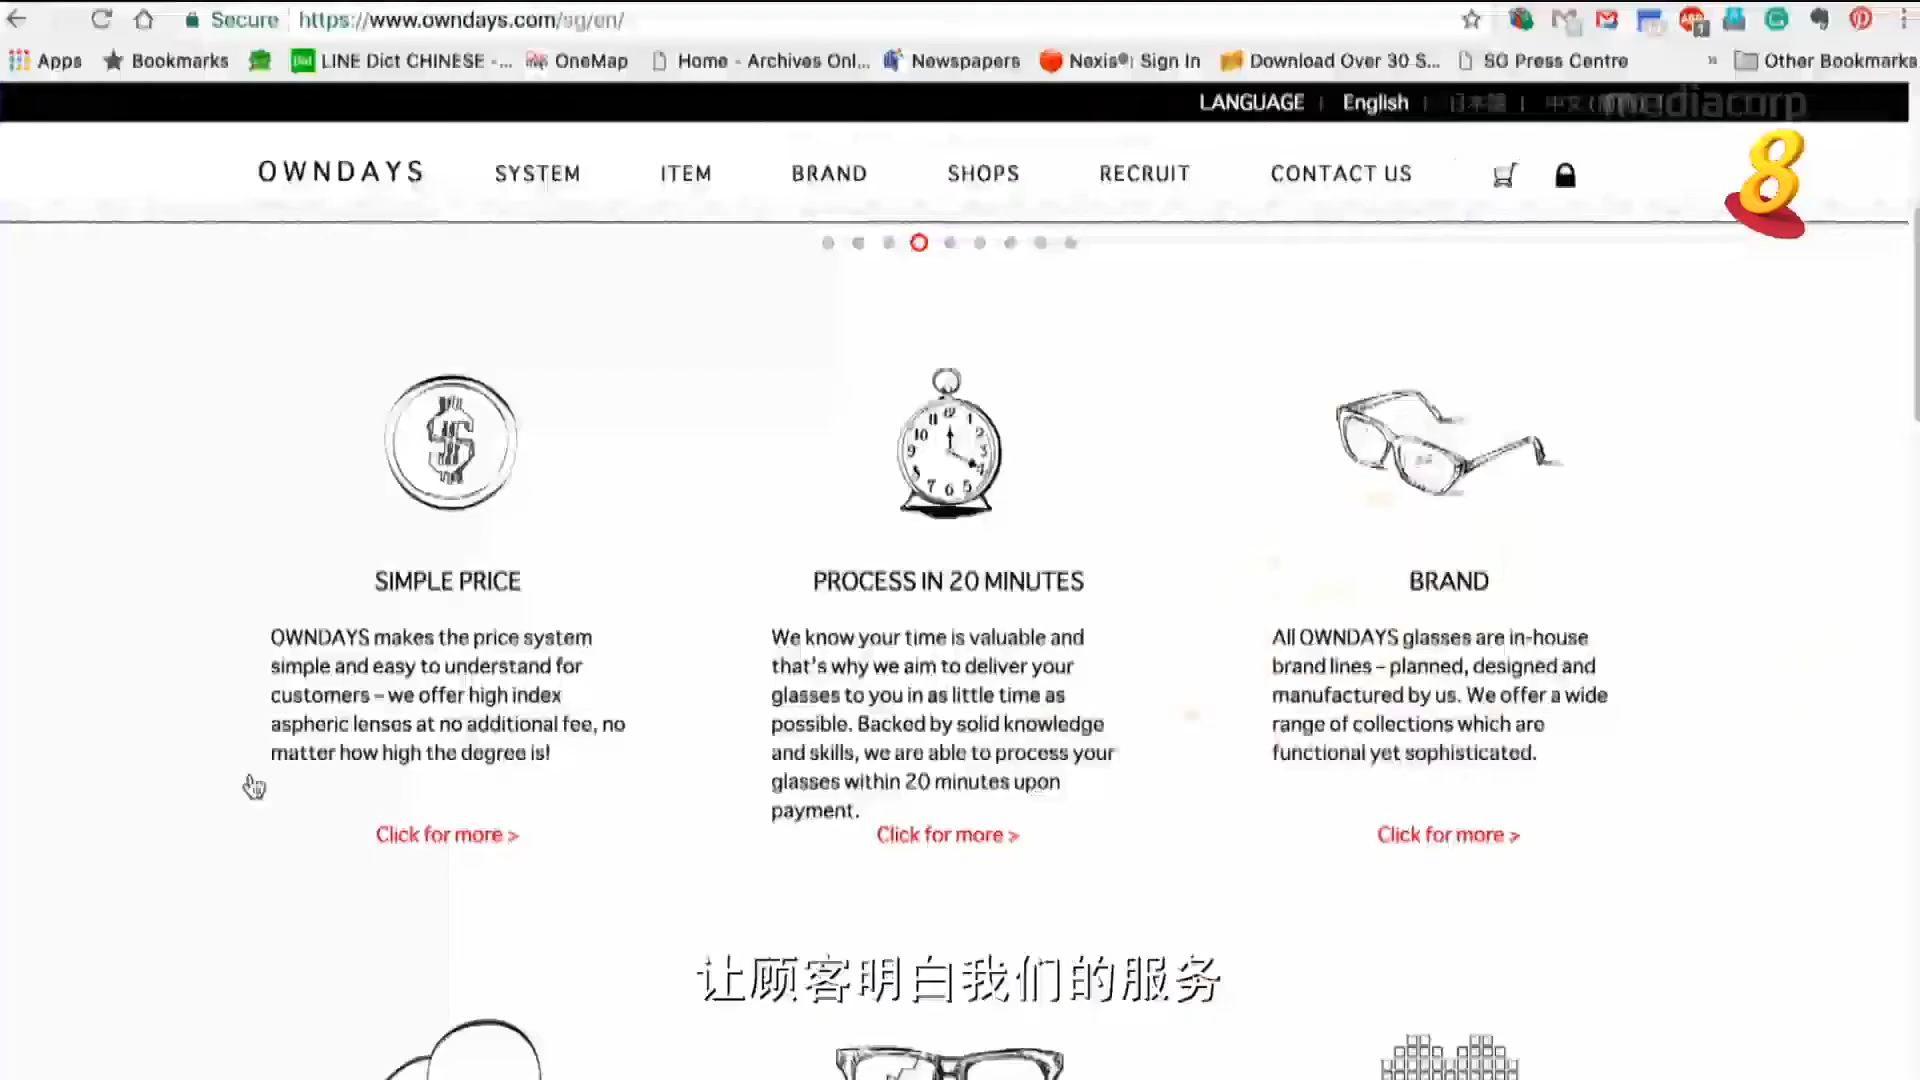 Secure https://www.owndays.com/sg/en/
Apps Bookmarks LINE Dict CHINESE -... OneMap Home - Archives Onl... Newspapers Nexis®: Sign In Download Over 30 S... SG Press Centre » Other Bookmarks
LANGUAGE | English | 日本語 |
mediacorp
OWNDAYS SYSTEM ITEM BRAND SHOPS RECRUIT CONTACT US
8
SIMPLE PRICE
OWNDAYS makes the price system
simple and easy to understand for
customers – we offer high index
aspheric lenses at no additional fee, no
matter how high the degree is!
Click for more >
PROCESS IN 20 MINUTES
We know your time is valuable and
that's why we aim to deliver your
glasses to you in as little time as
possible. Backed by solid knowledge
and skills, we are able to process your
glasses within 20 minutes upon
payment.
Click for more >
BRAND
All OWNDAYS glasses are in-house
brand lines – planned, designed and
manufactured by us. We offer a wide
range of collections which are
functional yet sophisticated.
Click for more >
让顾客明白我们的服务